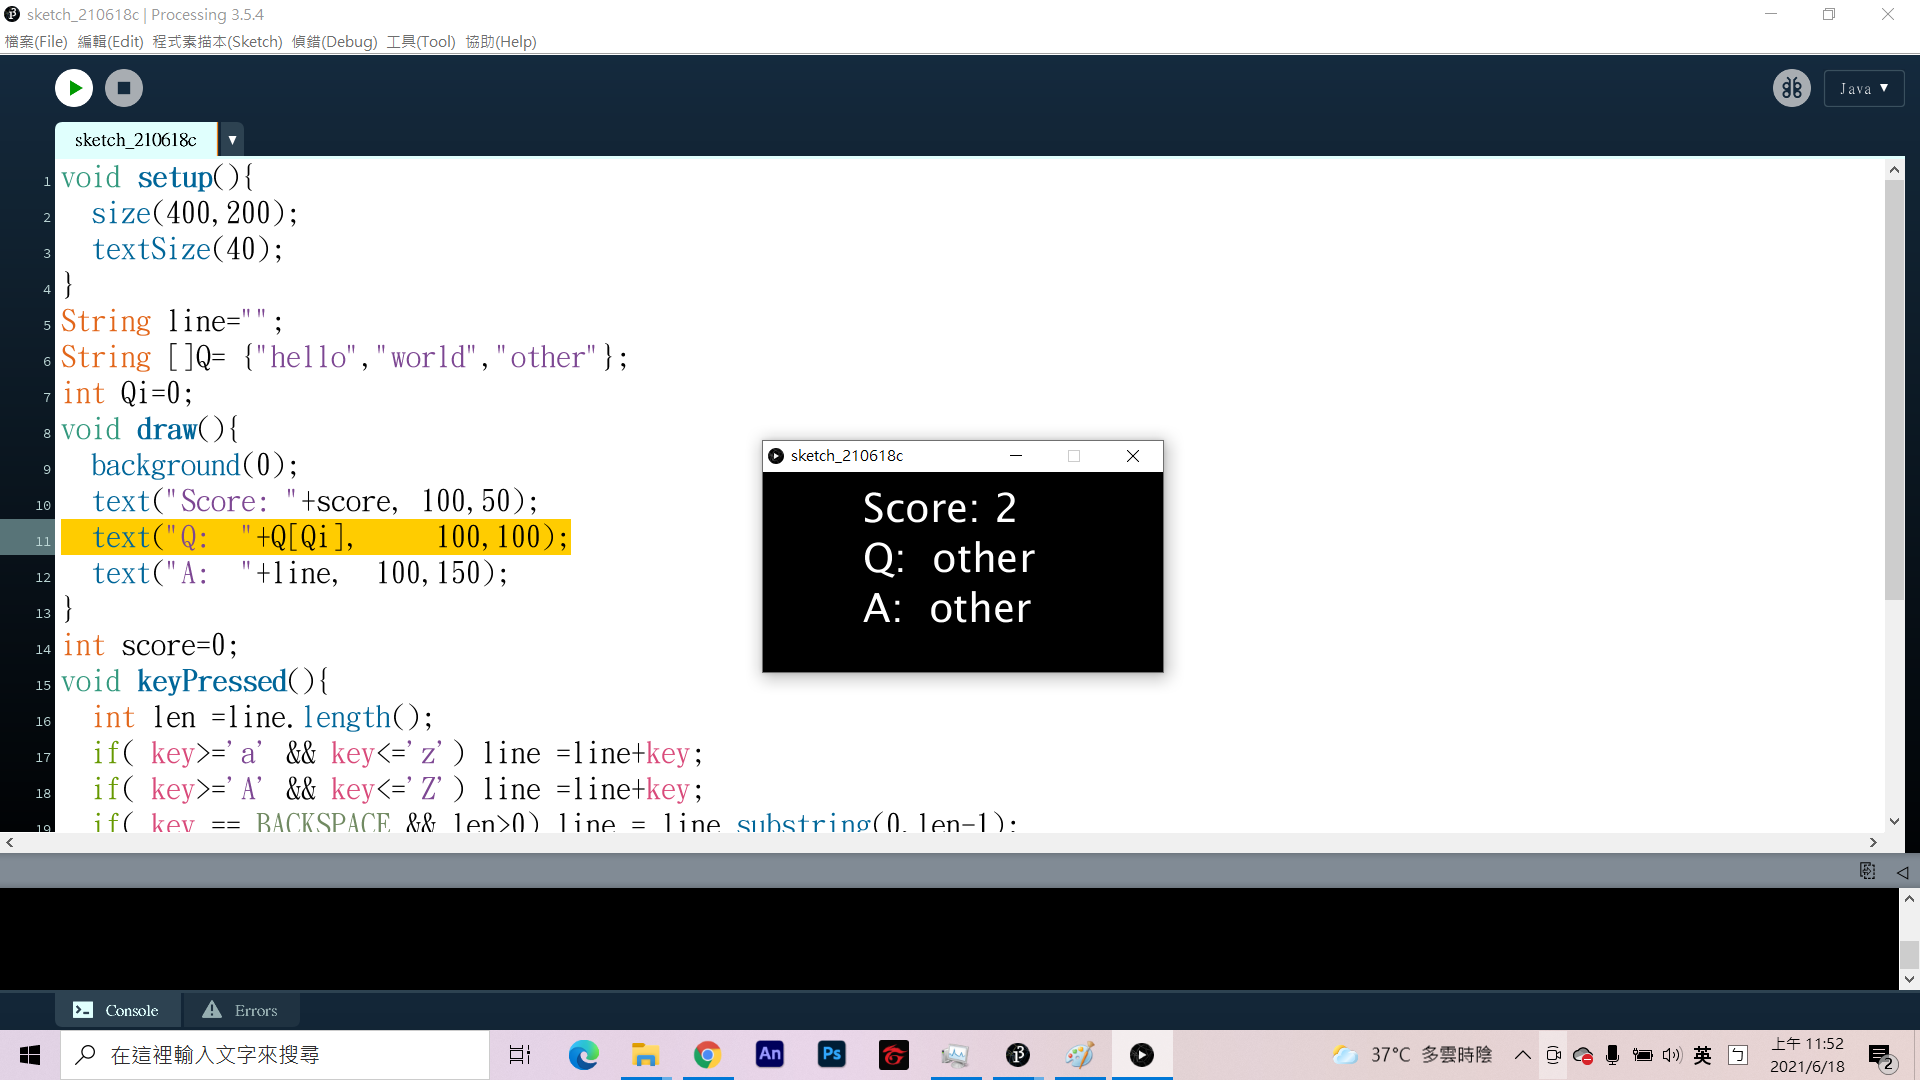 sketch_210618c | Processing 3.5.4
檔案(File) 編輯(Edit) 程式素描本(Sketch) 偵錯(Debug) 工具(Tool) 協助(Help)
Java ▼
sketch_210618c ▼
1 void setup(){
2 size(400,200);
3 textSize(40);
4 }
5 String line="";
6 String []Q= {"hello","world","other"};
7 int Qi=0;
8 void draw(){
9 background(0);
10 text("Score: "+score, 100,50);
11 text("Q:  "+Q[Qi],     100,100);
12 text("A:  "+line,  100,150);
13 }
14 int score=0;
15 void keyPressed(){
16 int len =line.length();
17 if( key>='a' && key<='z') line =line+key;
18 if( key>='A' && key<='Z') line =line+key;
19 if( key == BACKSPACE && len>0) line = line.substring(0,len-1);
sketch_210618c
Score: 2
Q:  other
A:  other
Console
Errors
在這裡輸入文字來搜尋
An
Ps
37°C 多雲時陰
英
ㄅ
上午 11:52
2021/6/18
2